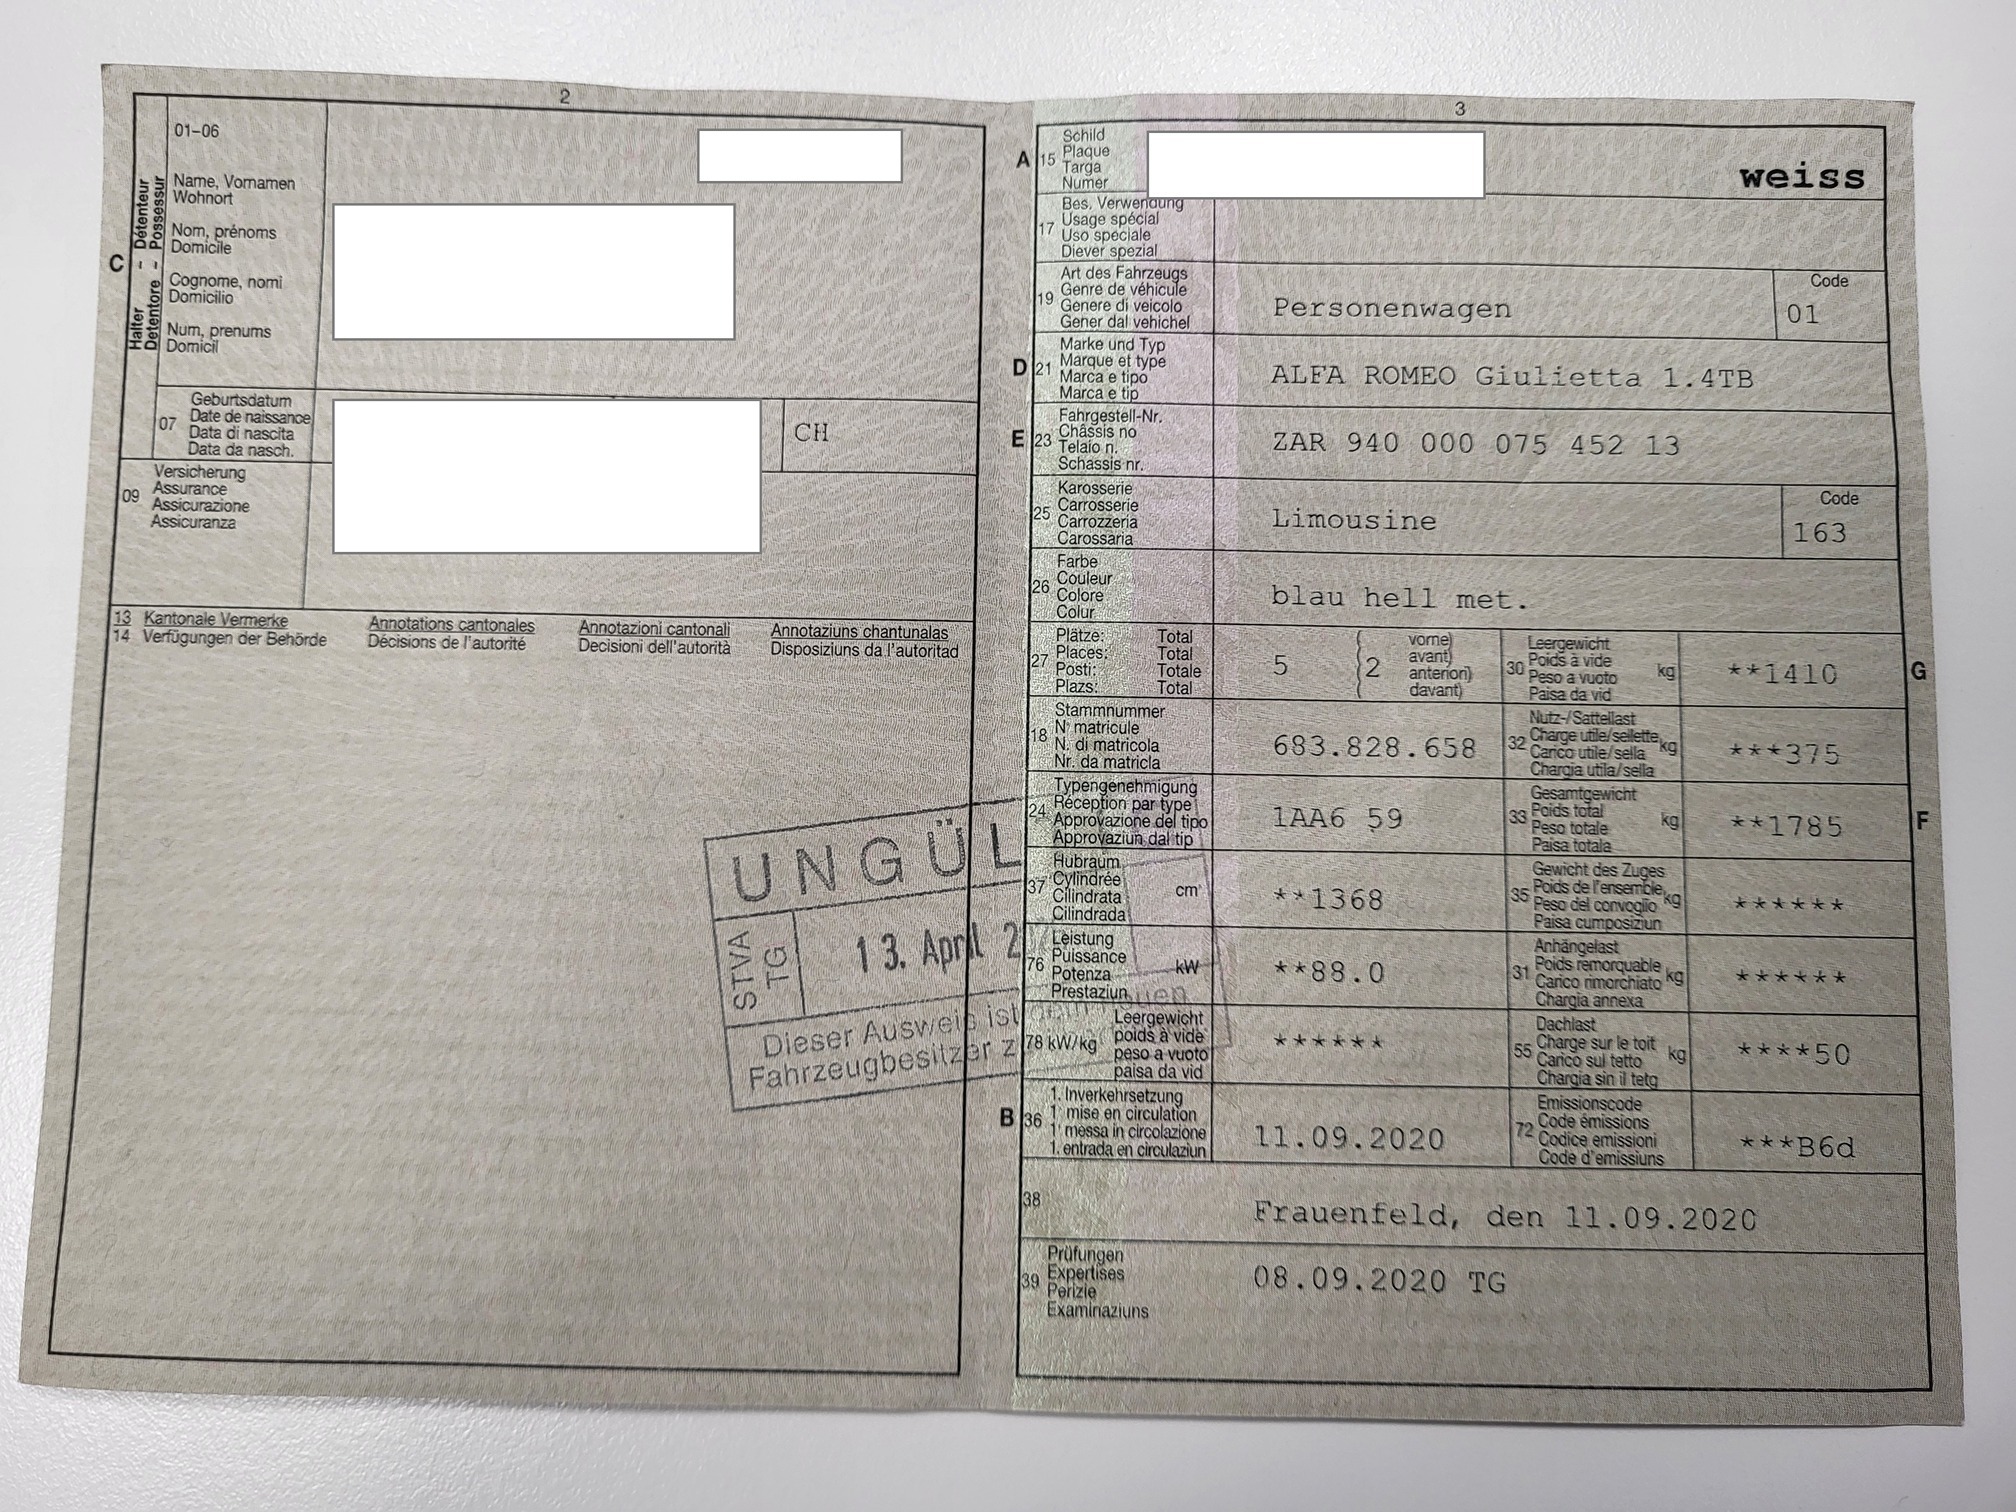 2
01-06
Name, Vornamen
Wohnort
Nom, prénoms
Domicile
Cognome, nomi
Domicilio
Num, prenums
Domicil
C
Halter – Détenteur
Detentore – Possessur
07
Geburtsdatum
Date de naissance
Data di nascita
Data da nasch.
CH
09
Versicherung
Assurance
Assicurazione
Assicuranza
13 Kantonale Vermerke Annotations cantonales Annotazioni cantonali Annotaziuns chantunalas
14 Verfügungen der Behörde Décisions de l'autorité Decisioni dell'autorità Disposiziuns da l'autoritad
UNGÜL
STVA
TG
13. April 2
Dieser Ausweis ist
Fahrzeugbesitzer z
3
A 15
Schild
Plaque
Targa
Numer
weiss
17
Bes. Verwendung
Usage spécial
Uso speciale
Diever spezial
19
Art des Fahrzeugs
Genre de véhicule
Genere di veicolo
Gener dal vehichel
Personenwagen
Code
01
D 21
Marke und Typ
Marque et type
Marca e tipo
Marca e tip
ALFA ROMEO Giulietta 1.4TB
E 23
Fahrgestell-Nr.
Châssis no
Telaio n.
Schassis nr.
ZAR 940 000 075 452 13
25
Karosserie
Carrosserie
Carrozzeria
Carossaria
Limousine
Code
163
26
Farbe
Couleur
Colore
Colur
blau hell met.
27
Plätze: Total
Places: Total
Posti: Totale
Plazs: Total
5
2
vorne)
avant)
anteriori)
davant)
30
Leergewicht
Poids à vide
Peso a vuoto
Paisa da vid
kg
**1410
G
18
Stammnummer
N° matricule
N. di matricola
Nr. da matricla
683.828.658
32
Nutz-/Sattellast
Charge utile/sellette
Carico utile/sella
Chargia utila/sella
kg
***375
24
Typengenehmigung
Réception par type
Approvazione del tipo
Approvaziun dal tip
1AA6 59
33
Gesamtgewicht
Poids total
Peso totale
Paisa totala
kg
**1785
F
37
Hubraum
Cylindrée
Cilindrata
Cilindrada
cm³
**1368
35
Gewicht des Zuges
Poids de l'ensemble
Peso del convoglio
Paisa cumposiziun
kg
******
76
Leistung
Puissance
Potenza
Prestaziun
kW
**88.0
31
Anhängelast
Poids remorquable
Carico rimorchiato
Chargia annexa
kg
******
78 kW/kg
Leergewicht
poids à vide
peso a vuoto
paisa da vid
******
55
Dachlast
Charge sur le toit
Carico sul tetto
Chargia sin il tetg
kg
****50
B 36
1. Inverkehrsetzung
1ʳ mise en circulation
1ʳ messa in circolazione
1. entrada en circulaziun
11.09.2020
72
Emissionscode
Code émissions
Codice emissioni
Code d'emissiuns
***B6d
38
Frauenfeld, den 11.09.2020
39
Prüfungen
Expertises
Perizie
Examinaziuns
08.09.2020 TG